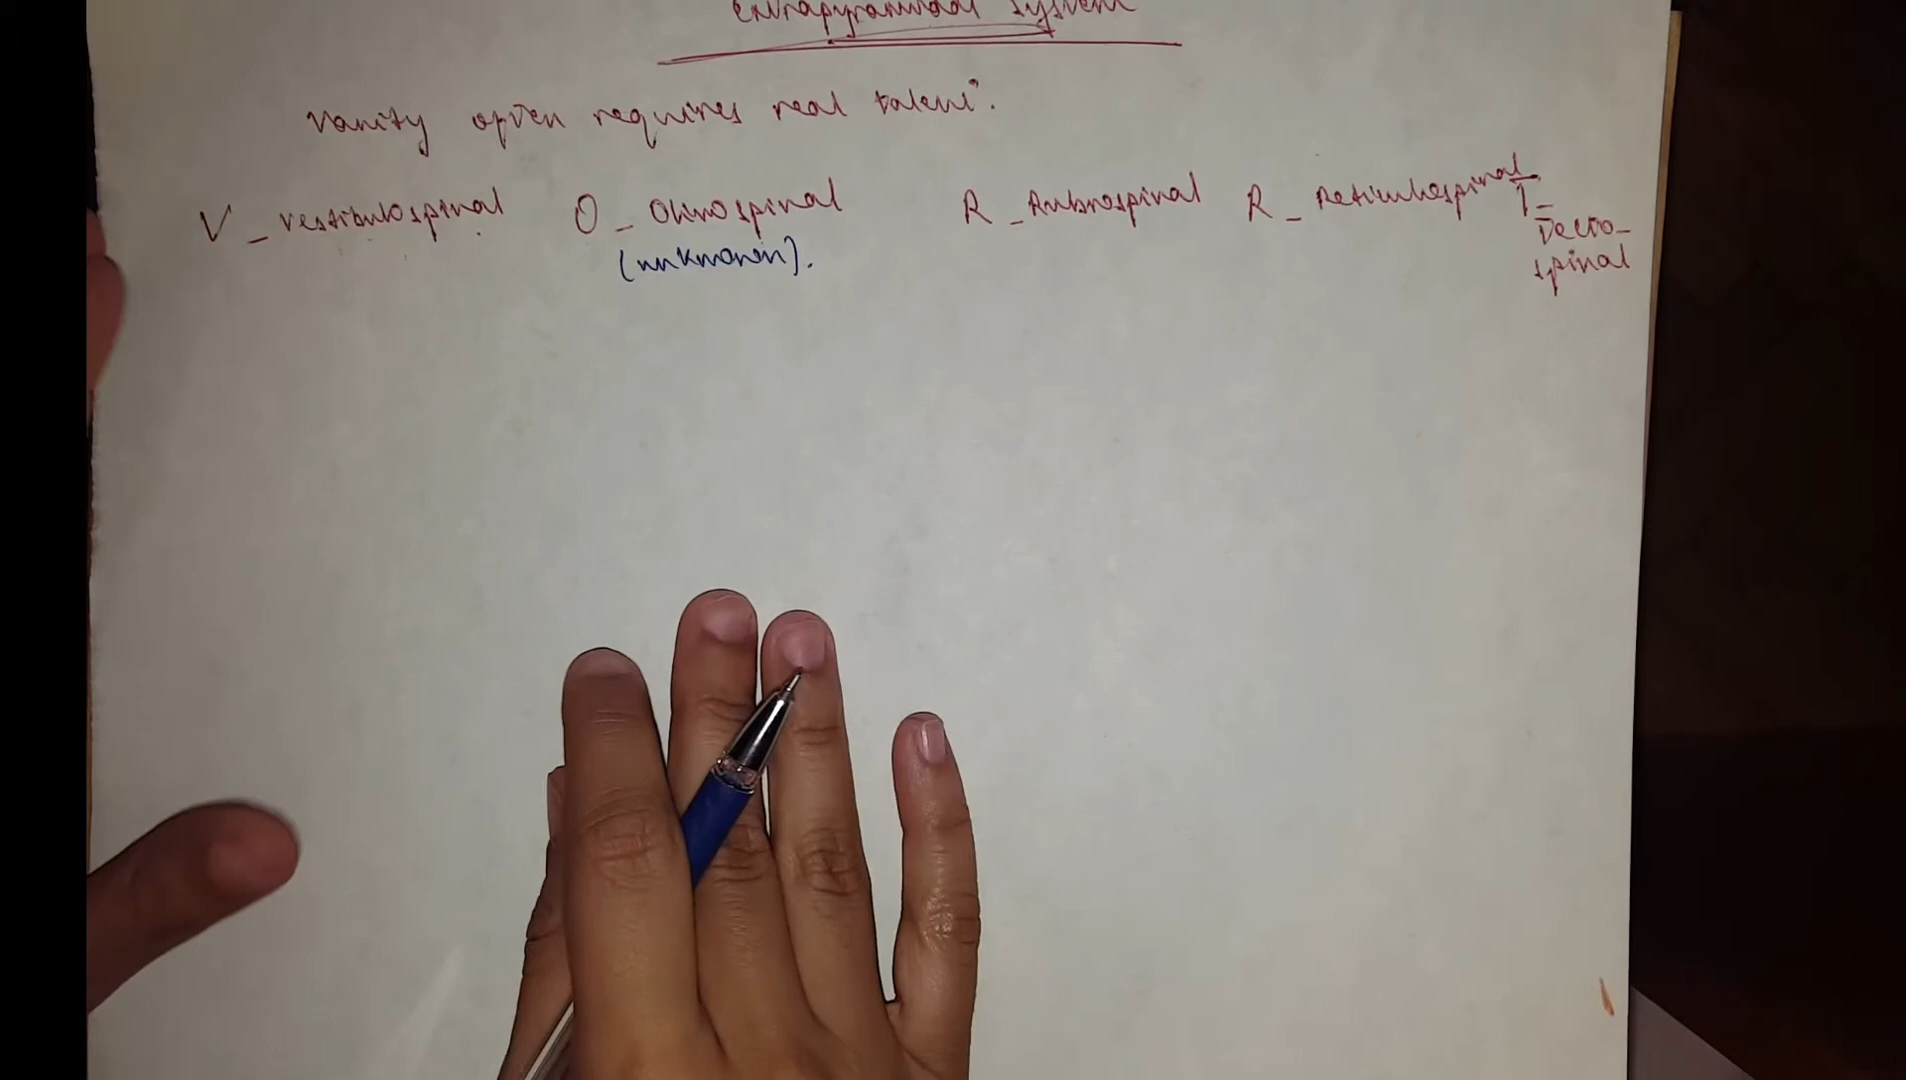 extrapyramidal system
Vanity often requires real talent".
V - vestibulospinal O - Olivospinal R - Rubrospinal R - Reticulospinal T -
(unknown). Tecto-
spinal